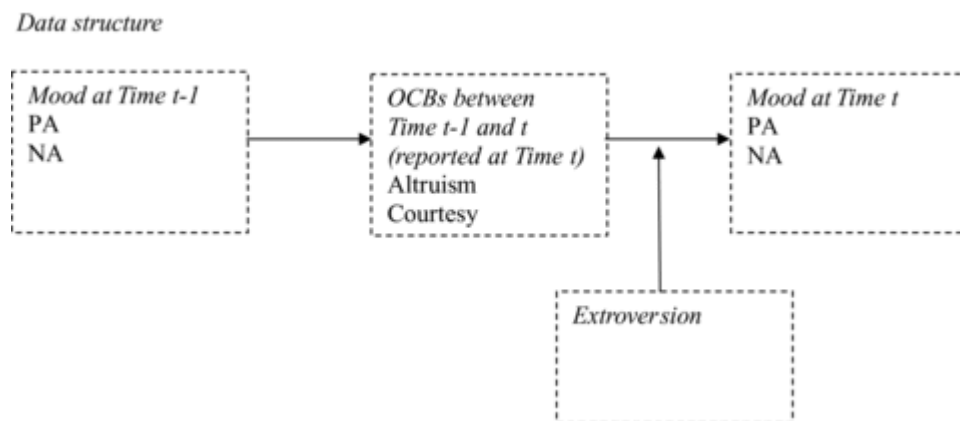 Data structure
Mood at Time t-1
PA
NA
OCBs between
Time t-1 and t
(reported at Time t)
Altruism
Courtesy
Mood at Time t
PA
NA
Extroversion